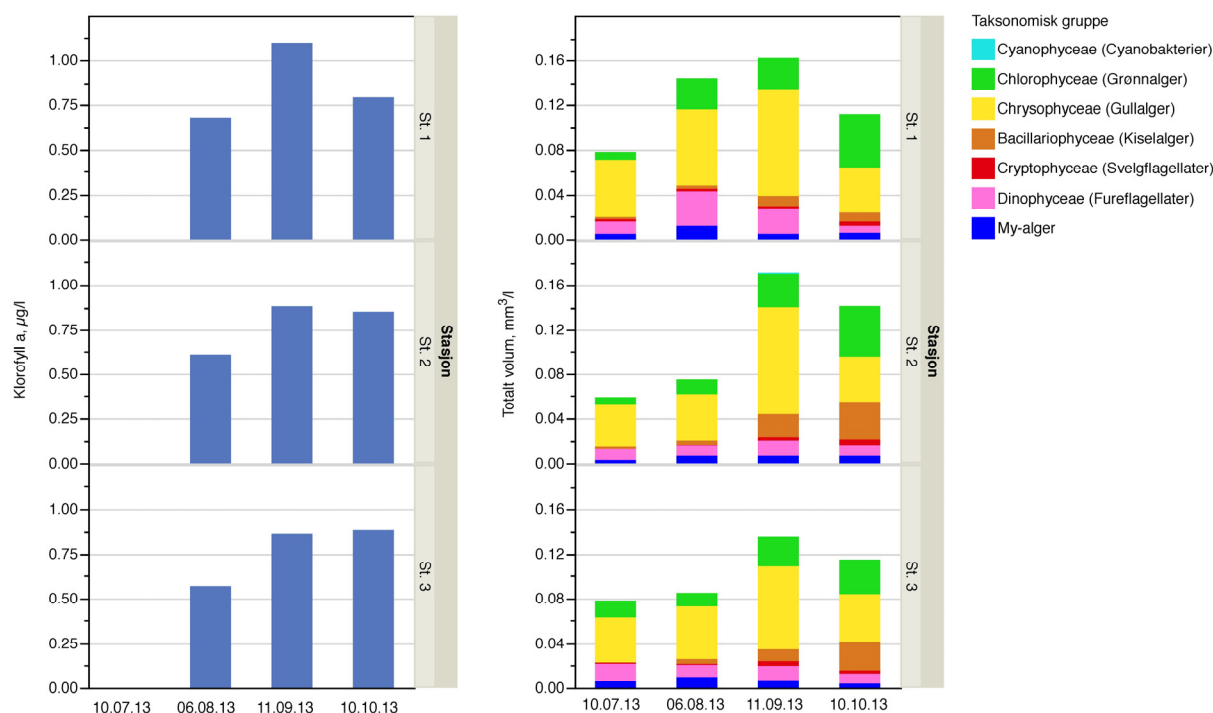 Klorofyll a, µg/l
1.00
0.75
0.50
0.25
0.00
St. 1
1.00
0.75
0.50
0.25
0.00
St. 2
1.00
0.75
0.50
0.25
0.00
St. 3
Stasjon
10.07.13 06.08.13 11.09.13 10.10.13
Totalt volum, mm³/l
0.16
0.12
0.08
0.04
0.00
St. 1
0.16
0.12
0.08
0.04
0.00
St. 2
0.16
0.12
0.08
0.04
0.00
St. 3
Stasjon
10.07.13 06.08.13 11.09.13 10.10.13
Taksonomisk gruppe
Cyanophyceae (Cyanobakterier)
Chlorophyceae (Grønnalger)
Chrysophyceae (Gullalger)
Bacillariophyceae (Kiselalger)
Cryptophyceae (Svelgflagellater)
Dinophyceae (Fureflagellater)
My-alger